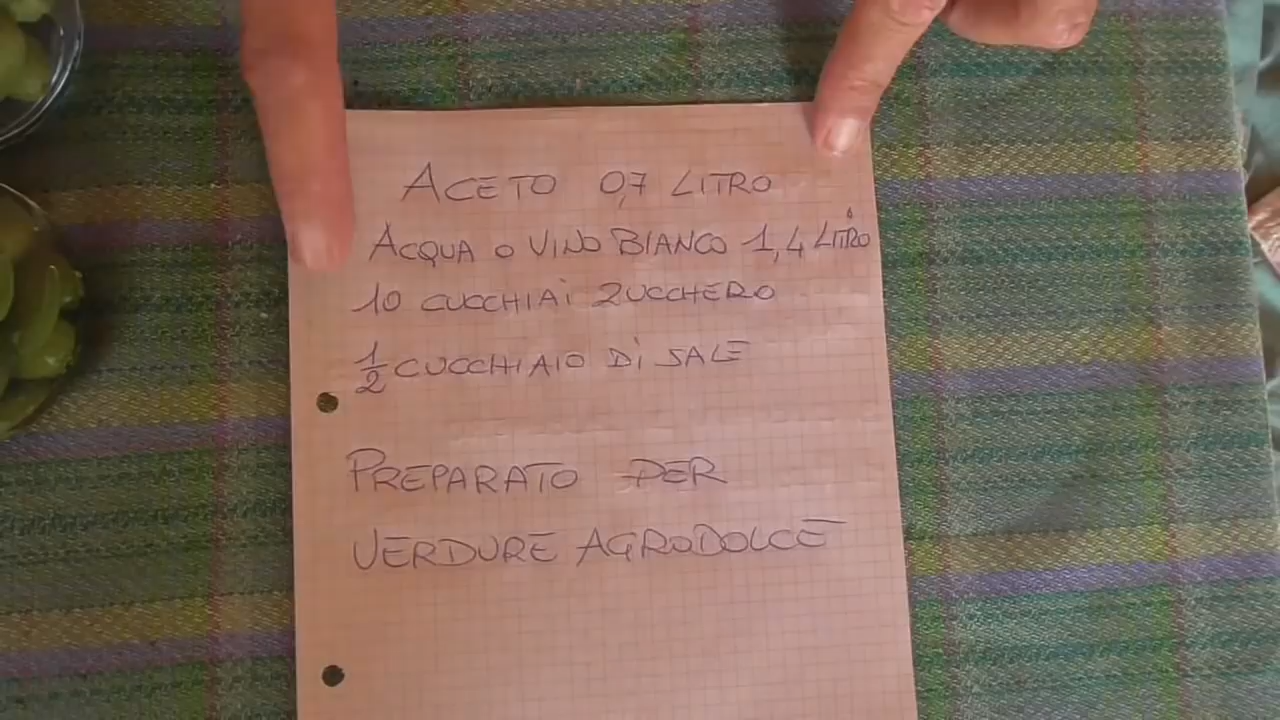 ACETO 0,7 LITRO
ACQUA O VINO BIANCO 1,4 LITRO
10 CUCCHIAI ZUCCHERO
1/2 CUCCHIAIO DI SALE
PREPARATO PER
VERDURE AGRODOLCE